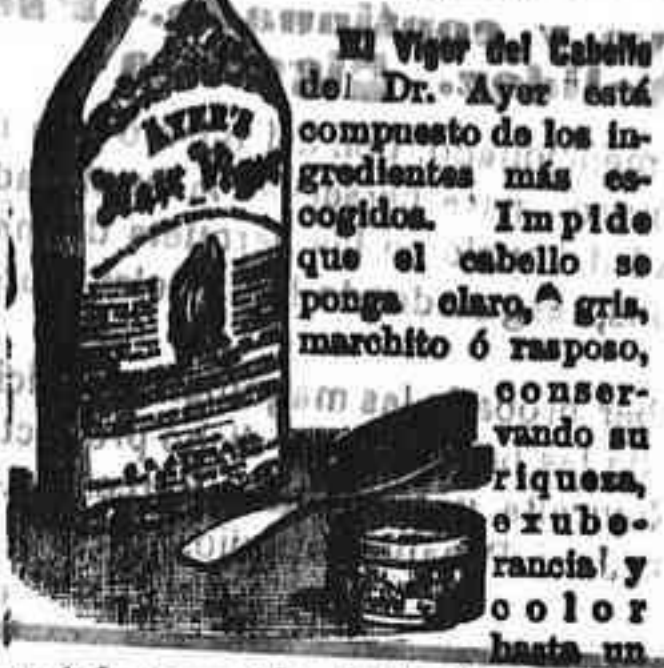 El Vigor del Cabello
del Dr. Ayer está
compuesto de los in-
gredientes más es-
cogidos. Impide
que el cabello se
ponga claro, gris,
marchito ó rasposo,
conser-
vando su
riqueza,
exube-
rancia y
color
hasta un
AYER'S
Hair Vigor